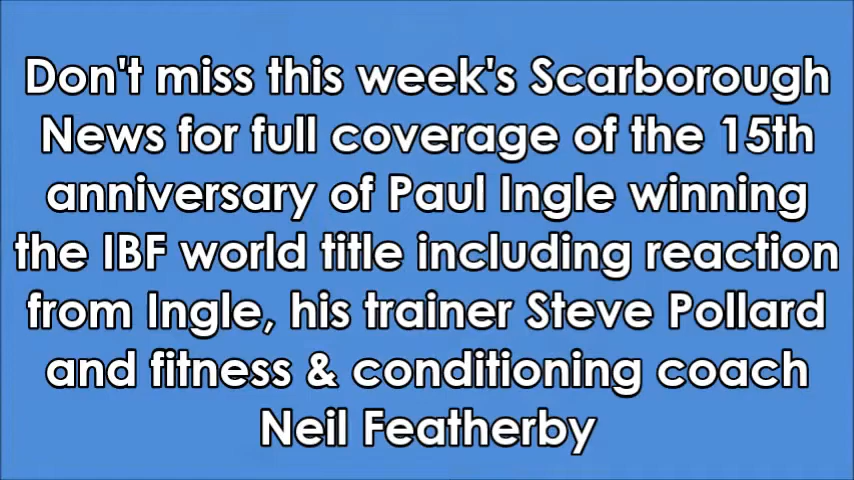 Don't miss this week's Scarborough
News for full coverage of the 15th
anniversary of Paul Ingle winning
the IBF world title including reaction
from Ingle, his trainer Steve Pollard
and fitness & conditioning coach
Neil Featherby